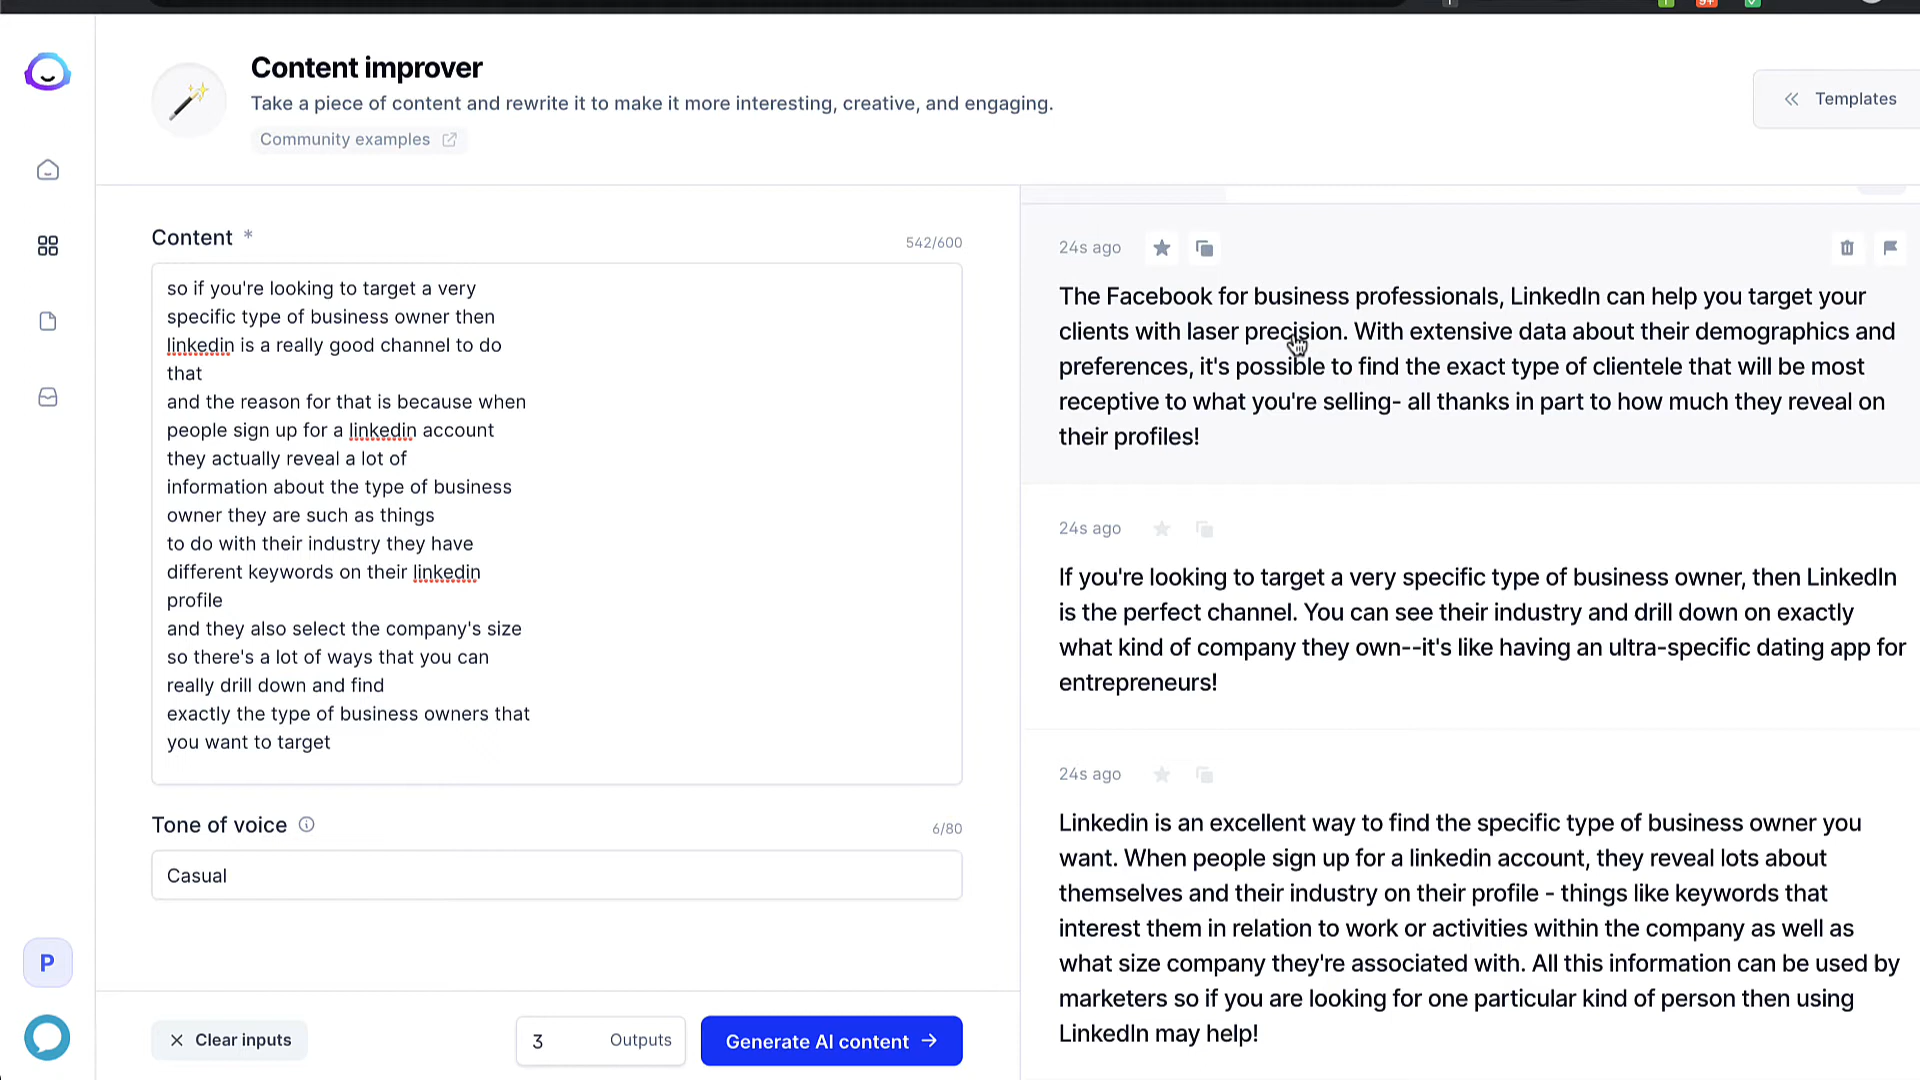 9+
Content improver
Take a piece of content and rewrite it to make it more interesting, creative, and engaging.
Community examples
Templates
Content *
542/600
so if you're looking to target a very
specific type of business owner then
linkedin is a really good channel to do
that
and the reason for that is because when
people sign up for a linkedin account
they actually reveal a lot of
information about the type of business
owner they are such as things
to do with their industry they have
different keywords on their linkedin
profile
and they also select the company's size
so there's a lot of ways that you can
really drill down and find
exactly the type of business owners that
you want to target
Tone of voice
6/80
Casual
Clear inputs
3 Outputs
Generate AI content
P
24s ago
The Facebook for business professionals, LinkedIn can help you target your
clients with laser precision. With extensive data about their demographics and
preferences, it's possible to find the exact type of clientele that will be most
receptive to what you're selling- all thanks in part to how much they reveal on
their profiles!
24s ago
If you're looking to target a very specific type of business owner, then LinkedIn
is the perfect channel. You can see their industry and drill down on exactly
what kind of company they own--it's like having an ultra-specific dating app for
entrepreneurs!
24s ago
Linkedin is an excellent way to find the specific type of business owner you
want. When people sign up for a linkedin account, they reveal lots about
themselves and their industry on their profile - things like keywords that
interest them in relation to work or activities within the company as well as
what size company they're associated with. All this information can be used by
marketers so if you are looking for one particular kind of person then using
LinkedIn may help!